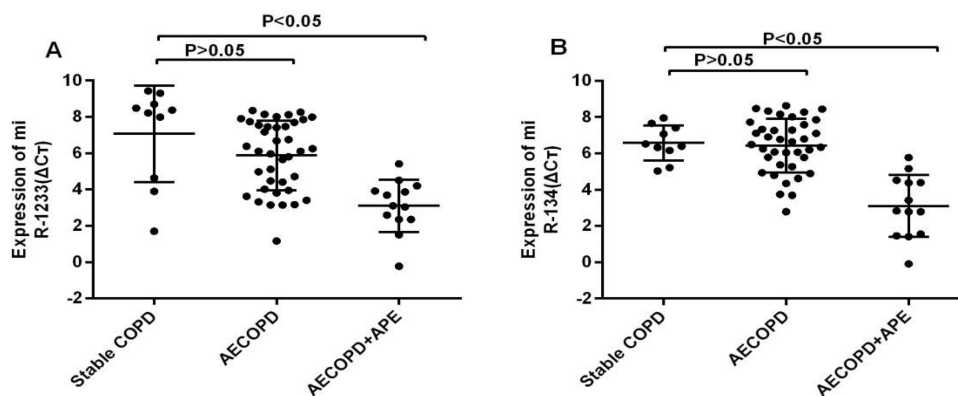 A
P<0.05
P>0.05
Expression of mi
R-1233(ΔCᴛ)
10
8
6
4
2
0
-2
Stable COPD
AECOPD
AECOPD+APE
B
P<0.05
P>0.05
Expression of mi
R-134(ΔCᴛ)
10
8
6
4
2
0
-2
Stable COPD
AECOPD
AECOPD+APE